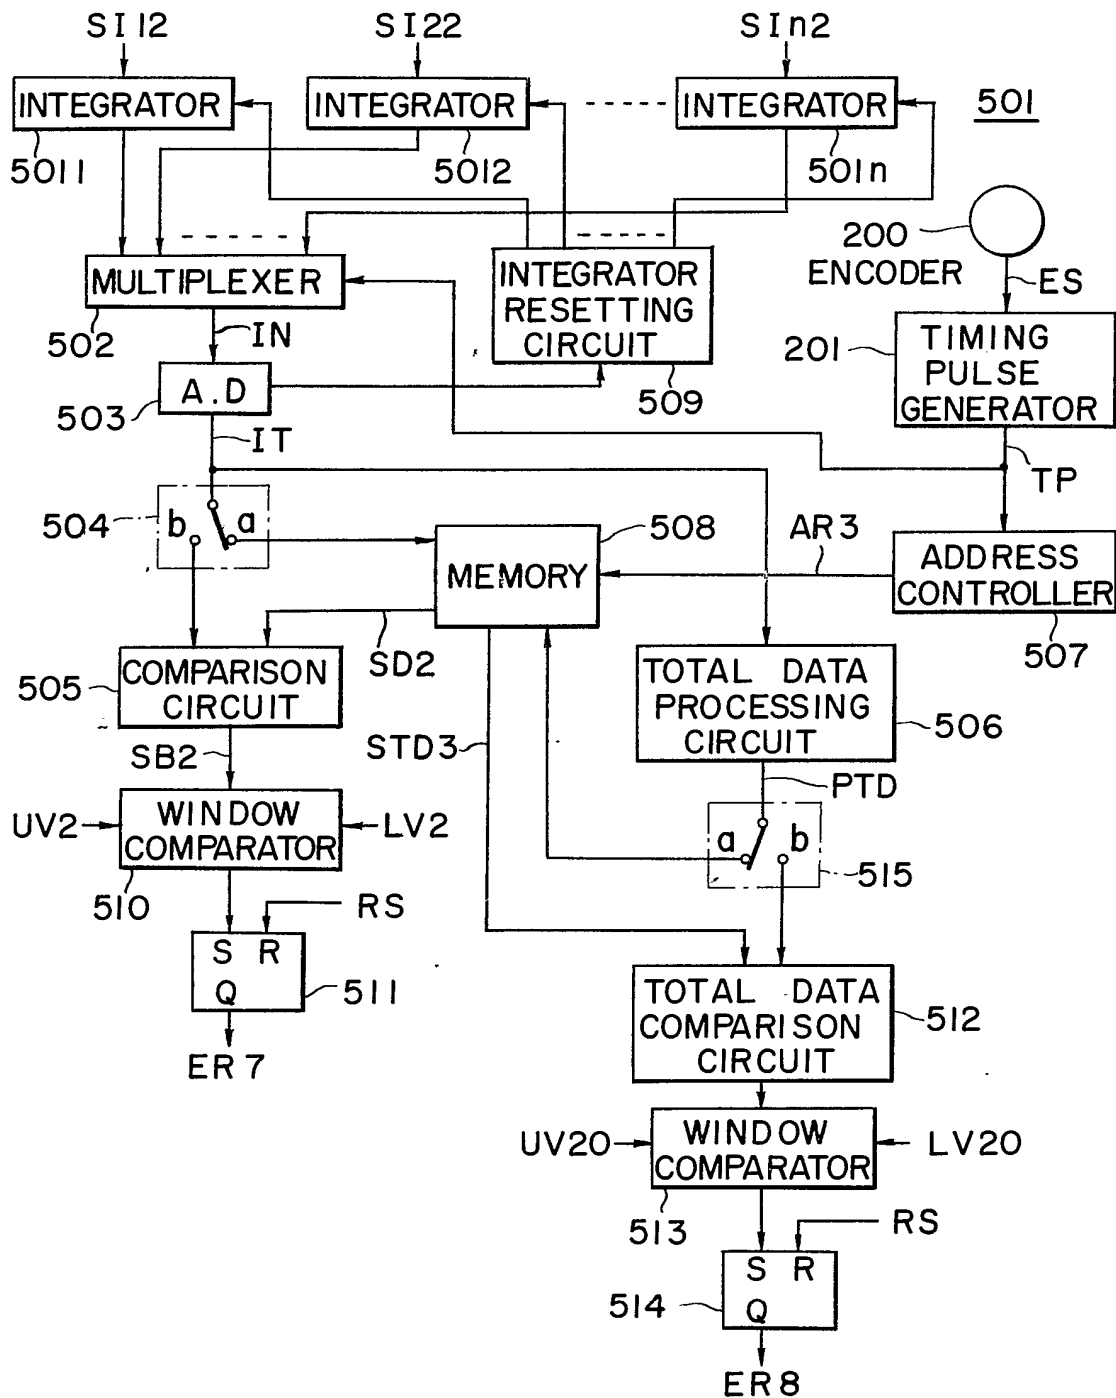 SI12
SI22
SIn2
INTEGRATOR
INTEGRATOR
INTEGRATOR
501
5011
5012
501n
200
ENCODER
ES
MULTIPLEXER
502
IN
INTEGRATOR
RESETTING
CIRCUIT
509
201
TIMING
PULSE
GENERATOR
A.D
503
IT
TP
504
b
a
508
MEMORY
AR3
ADDRESS
CONTROLLER
507
SD2
505
COMPARISON
CIRCUIT
TOTAL DATA
PROCESSING
CIRCUIT
506
SB2
STD3
PTD
UV2
WINDOW
COMPARATOR
LV2
510
a
b
515
RS
S R
Q
511
ER7
TOTAL DATA
COMPARISON
CIRCUIT
512
UV20
WINDOW
COMPARATOR
LV20
513
RS
S R
Q
514
ER8